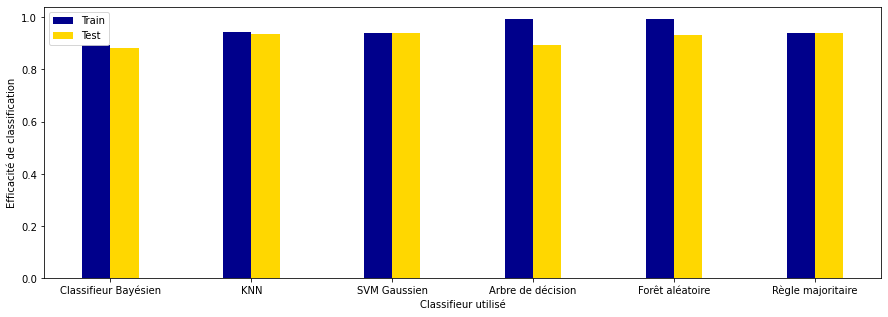 Train
Test
1.0
0.8
0.6
0.4
0.2
0.0
Efficacité de classification
Classifieur Bayésien
KNN
SVM Gaussien
Arbre de décision
Forêt aléatoire
Règle majoritaire
Classifieur utilisé